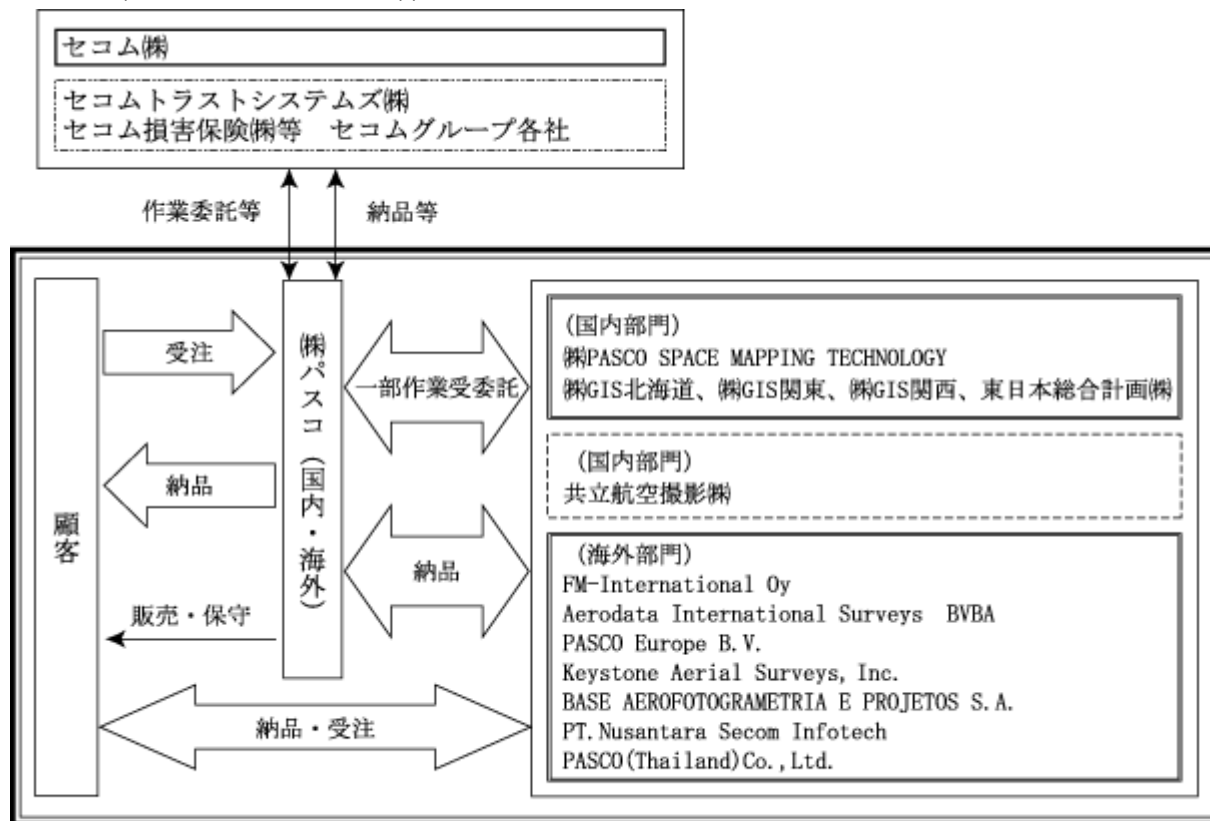 セコム㈱
セコムトラストシステムズ㈱
セコム損害保険㈱等　セコムグループ各社
作業委託等
納品等
顧客
受注
納品
販売・保守
納品・受注
㈱パスコ（国内・海外）
一部作業受委託
納品
(国内部門)
㈱PASCO SPACE MAPPING TECHNOLOGY
㈱GIS北海道、㈱GIS関東、㈱GIS関西、東日本総合計画㈱
(国内部門)
共立航空撮影㈱
(海外部門)
FM-International Oy
Aerodata International Surveys BVBA
PASCO Europe B.V.
Keystone Aerial Surveys, Inc.
BASE AEROFOTOGRAMETRIA E PROJETOS S.A.
PT.Nusantara Secom Infotech
PASCO(Thailand)Co.,Ltd.